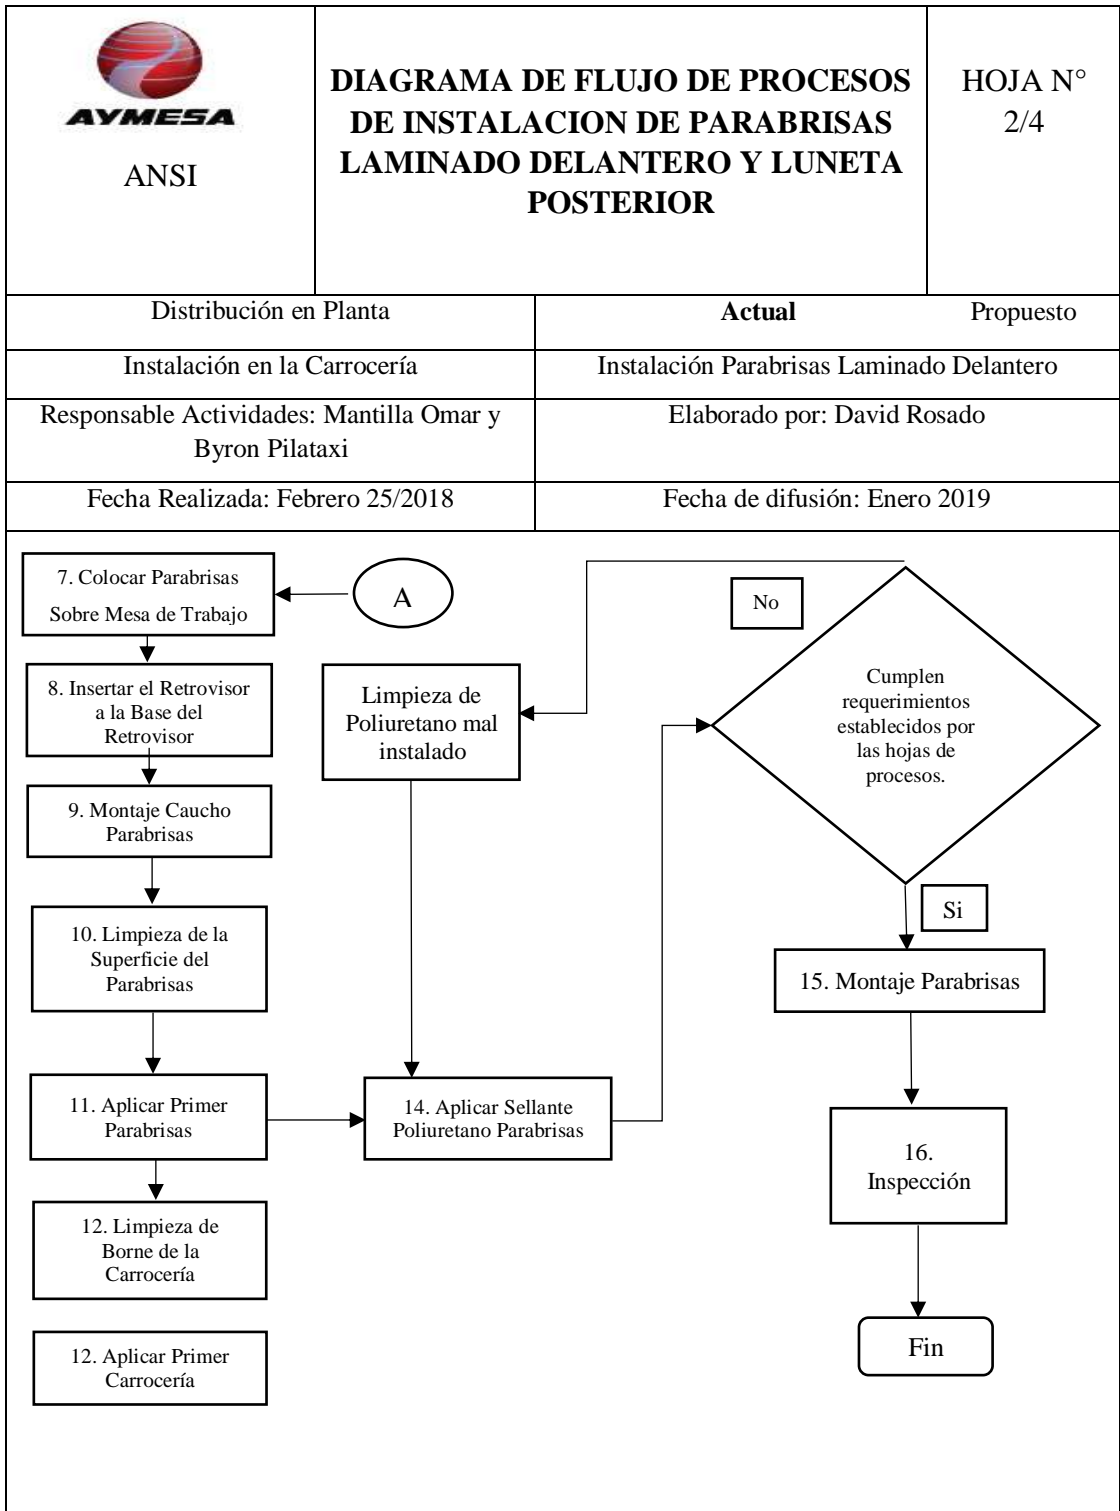 AYMESA
ANSI
DIAGRAMA DE FLUJO DE PROCESOS
DE INSTALACION DE PARABRISAS
LAMINADO DELANTERO Y LUNETA
POSTERIOR
HOJA N°
2/4
Distribución en Planta
Actual Propuesto
Instalación en la Carrocería
Instalación Parabrisas Laminado Delantero
Responsable Actividades: Mantilla Omar y
Byron Pilataxi
Elaborado por: David Rosado
Fecha Realizada: Febrero 25/2018
Fecha de difusión: Enero 2019
A
7. Colocar Parabrisas
Sobre Mesa de Trabajo
8. Insertar el Retrovisor
a la Base del
Retrovisor
9. Montaje Caucho
Parabrisas
10. Limpieza de la
Superficie del
Parabrisas
11. Aplicar Primer
Parabrisas
12. Limpieza de
Borne de la
Carrocería
12. Aplicar Primer
Carrocería
Limpieza de
Poliuretano mal
instalado
14. Aplicar Sellante
Poliuretano Parabrisas
No
Cumplen
requerimientos
establecidos por
las hojas de
procesos.
Si
15. Montaje Parabrisas
16.
Inspección
Fin